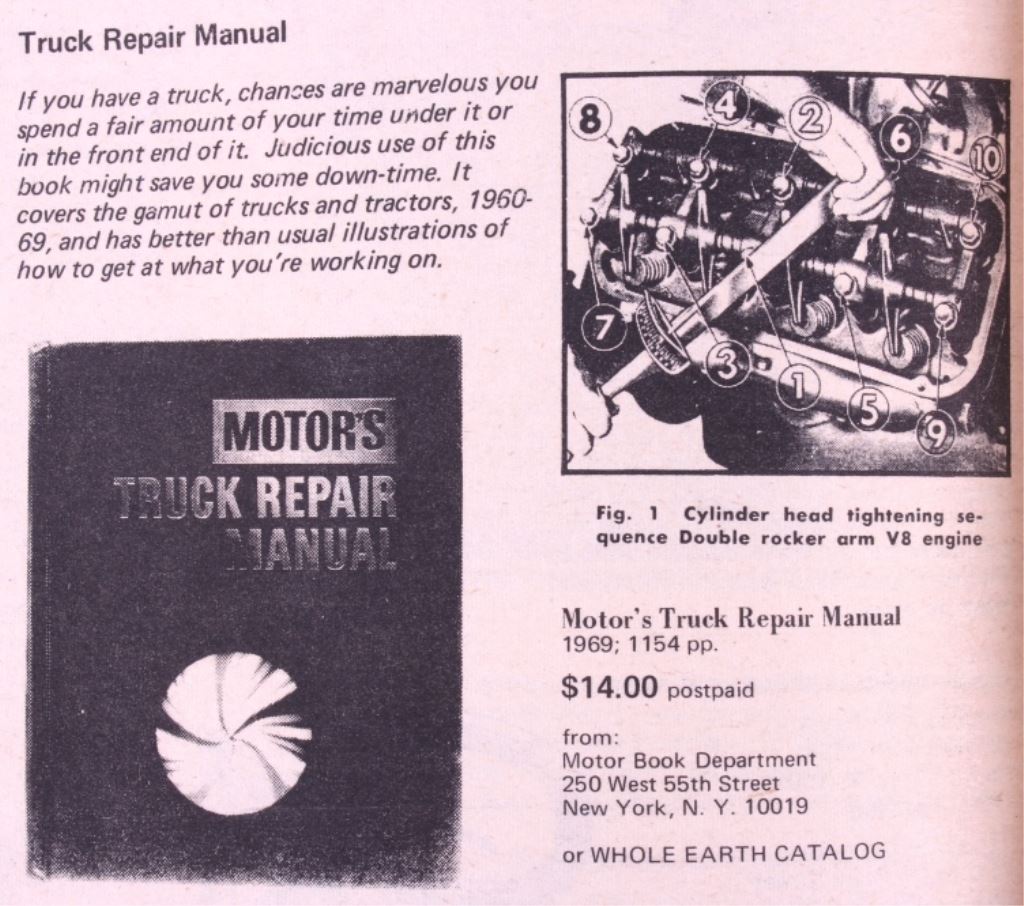 Truck Repair Manual
If you have a truck, chances are marvelous you
spend a fair amount of your time under it or
in the front end of it. Judicious use of this
book might save you some down-time. It
covers the gamut of trucks and tractors, 1960-
69, and has better than usual illustrations of
how to get at what you're working on.
MOTOR'S
TRUCK REPAIR
MANUAL
8
4
2
6
10
7
3
1
5
9
Fig. 1 Cylinder head tightening se-
quence Double rocker arm V8 engine
Motor's Truck Repair Manual
1969; 1154 pp.
$14.00 postpaid
from:
Motor Book Department
250 West 55th Street
New York, N. Y. 10019
or WHOLE EARTH CATALOG